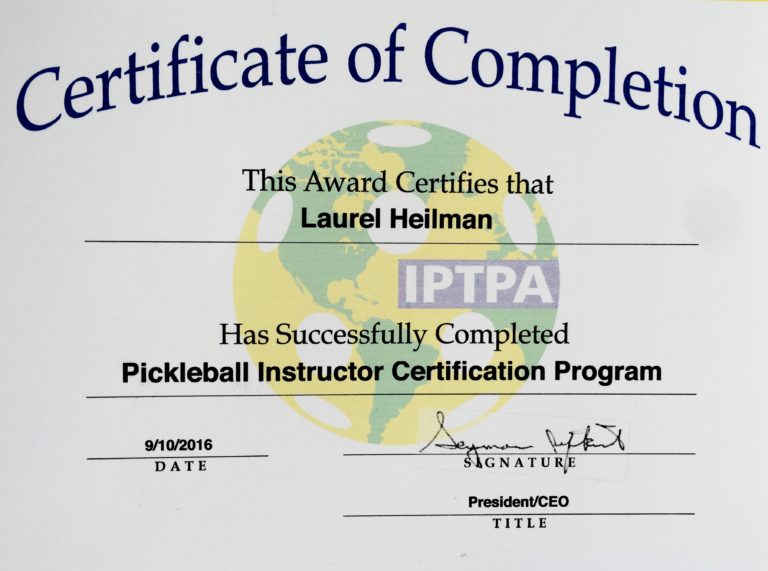 Certificate of Completion
This Award Certifies that
Laurel Heilman
IPTPA
Has Successfully Completed
Pickleball Instructor Certification Program
9/10/2016
DATE
Seymour Rifkind
SIGNATURE
President/CEO
TITLE